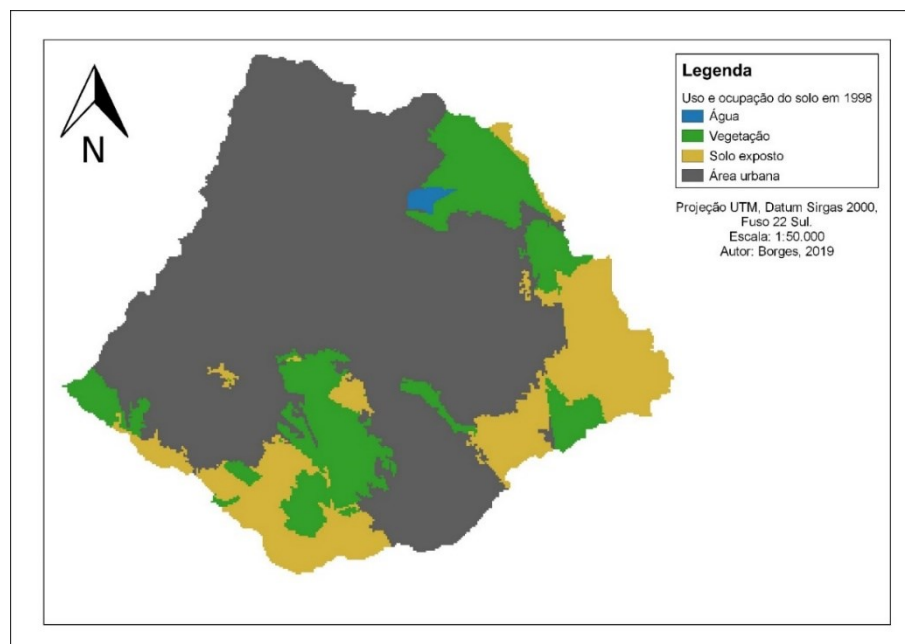 N
Legenda
Uso e ocupação do solo em 1998
Água
Vegetação
Solo exposto
Área urbana
Projeção UTM, Datum Sirgas 2000,
Fuso 22 Sul.
Escala: 1:50.000
Autor: Borges, 2019